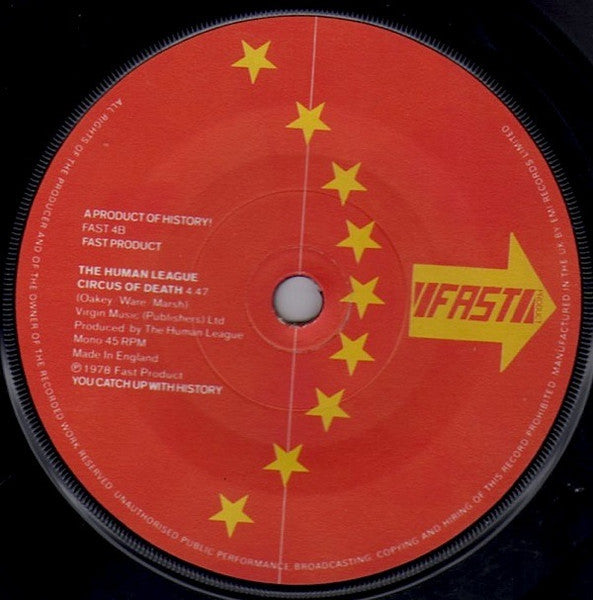 A PRODUCT OF HISTORY!
FAST 4B
FAST PRODUCT
THE HUMAN LEAGUE
CIRCUS OF DEATH 4.47
(Oakey Ware Marsh)
Virgin Music (Publishers) Ltd
Produced by The Human League
Mono 45 RPM
Made in England
℗ 1978 Fast Product
YOU CATCH UP WITH HISTORY
FAST
PRODUCT
ALL RIGHTS OF THE PRODUCER AND OF THE OWNER OF THE RECORDED WORK RESERVED. UNAUTHORISED PUBLIC PERFORMANCE, BROADCASTING, COPYING AND HIRING OF THIS RECORD PROHIBITED. MANUFACTURED IN THE UK BY EMI RECORDS LIMITED